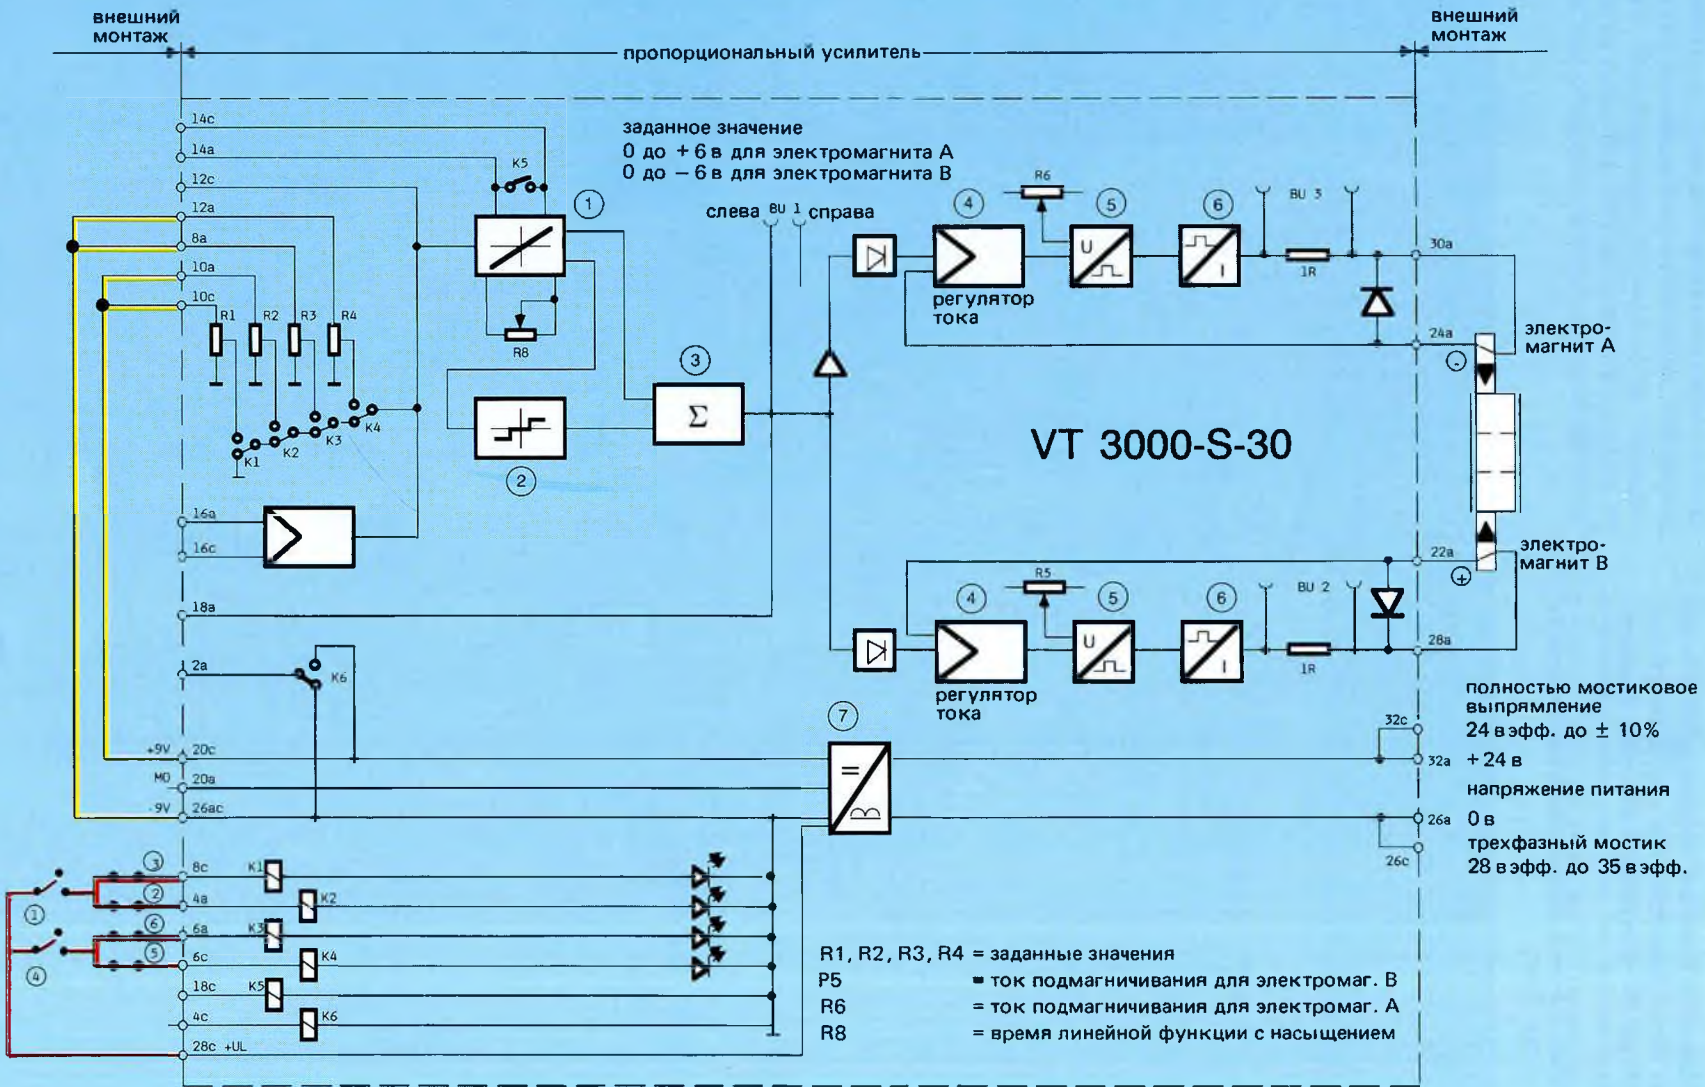 внешний
монтаж
пропорциональный усилитель
внешний
монтаж
14c
14a
12c
12a
8a
10a
10c
R1
R2
R3
R4
K1
K2
K3
K4
K5
1
R8
2
3
Σ
заданное значение
0 до + 6 в для электромагнита А
0 до – 6 в для электромагнита В
слева BU 1 справа
R6
4
5
6
BU 3
U
I
1R
регулятор
тока
30a
24a
электро-
магнит А
-
VT 3000-S-30
16a
16c
18a
2a
K6
22a
+
электро-
магнит В
R5
4
5
6
BU 2
U
I
1R
28a
регулятор
тока
7
=
+9V
20c
M0
20a
-9V
26ac
32c
32a
26a
26c
полностью мостиковое
выпрямление
24 вэфф. до ± 10%
+ 24 в
напряжение питания
0 в
трехфазный мостик
28 вэфф. до 35 вэфф.
3
8c
K1
2
4a
K2
1
6
6a
K3
5
6c
K4
4
18c
K5
4c
K6
28c +UL
R1, R2, R3, R4 = заданные значения
P5 = ток подмагничивания для электромаг. В
R6 = ток подмагничивания для электромаг. А
R8 = время линейной функции с насыщением